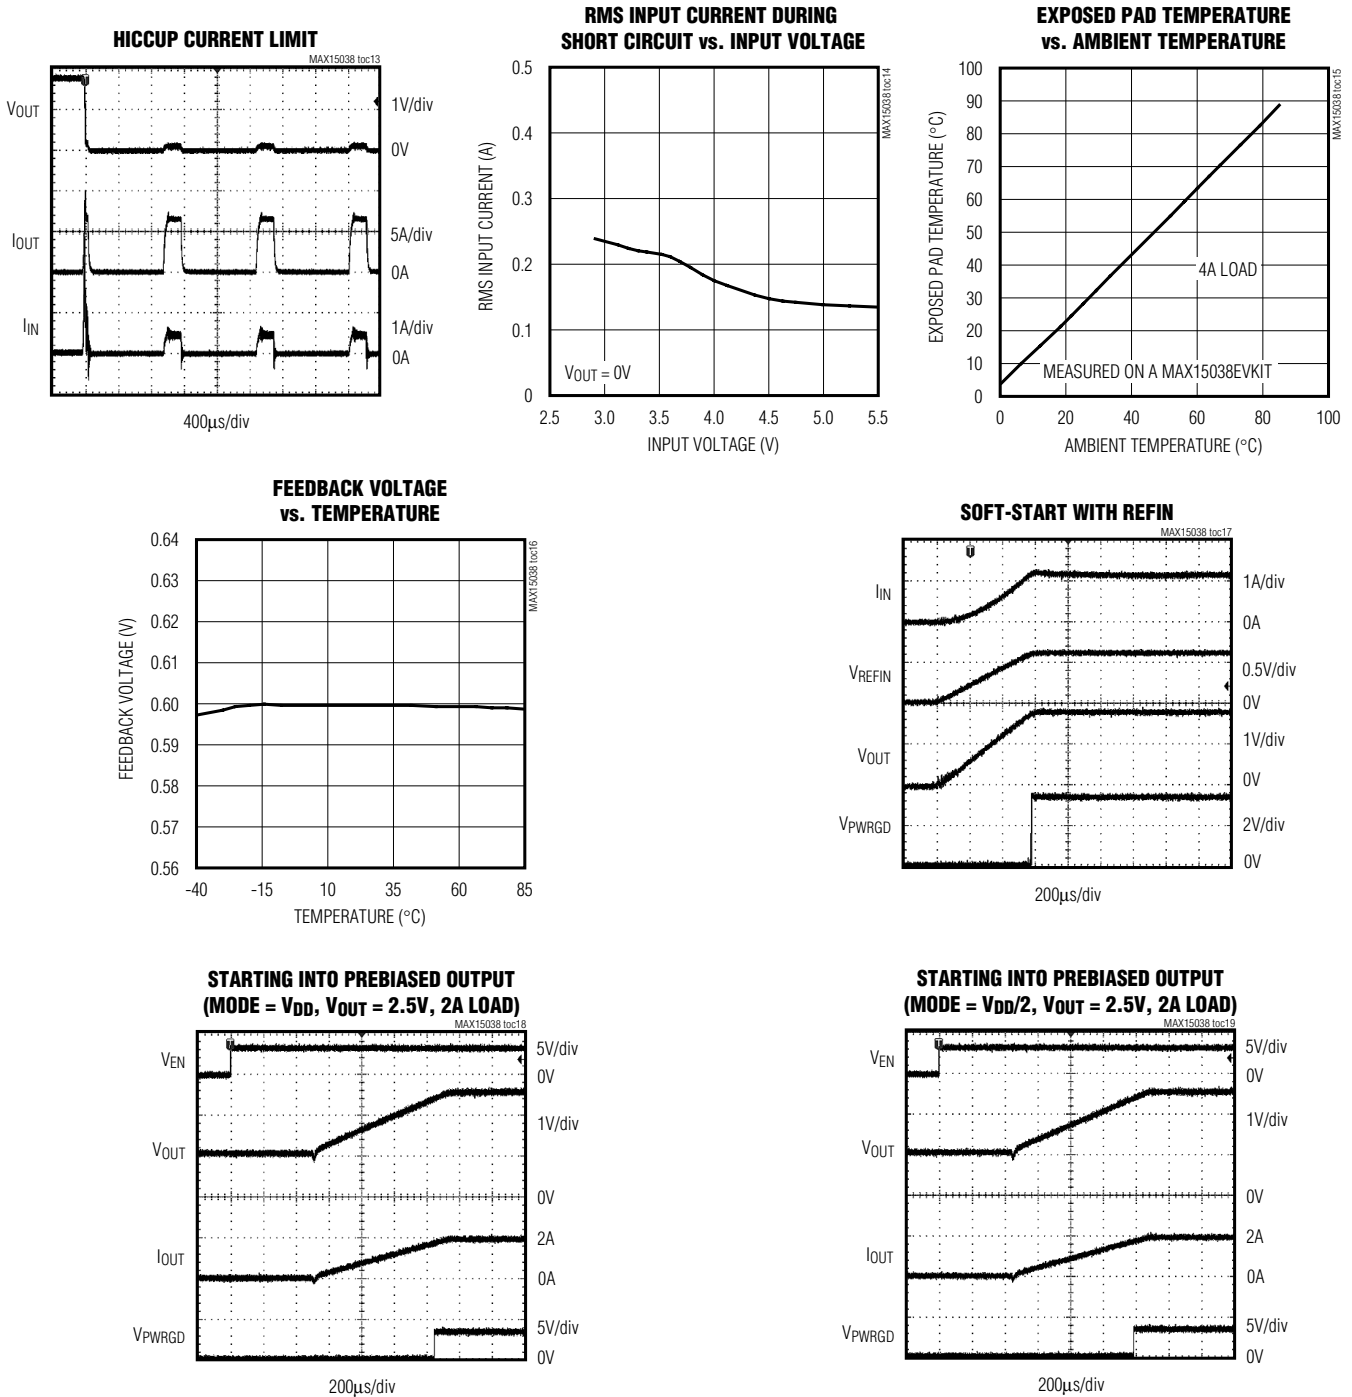 HICCUP CURRENT LIMIT
MAX15038 toc13
VOUT
1V/div
0V
IOUT
5A/div
0A
IIN
1A/div
0A
400µs/div
RMS INPUT CURRENT DURING
SHORT CIRCUIT vs. INPUT VOLTAGE
MAX15038 toc14
RMS INPUT CURRENT (A)
0.5
0.4
0.3
0.2
0.1
0
VOUT = 0V
2.5 3.0 3.5 4.0 4.5 5.0 5.5
INPUT VOLTAGE (V)
EXPOSED PAD TEMPERATURE
vs. AMBIENT TEMPERATURE
MAX15038 toc15
EXPOSED PAD TEMPERATURE (°C)
100
90
80
70
60
50
40
30
20
10
0
4A LOAD
MEASURED ON A MAX15038EVKIT
0 20 40 60 80 100
AMBIENT TEMPERATURE (°C)
FEEDBACK VOLTAGE
vs. TEMPERATURE
MAX15038 toc16
FEEDBACK VOLTAGE (V)
0.64
0.63
0.62
0.61
0.60
0.59
0.58
0.57
0.56
-40 -15 10 35 60 85
TEMPERATURE (°C)
SOFT-START WITH REFIN
MAX15038 toc17
IIN
1A/div
0A
VREFIN
0.5V/div
0V
VOUT
1V/div
0V
VPWRGD
2V/div
0V
200µs/div
STARTING INTO PREBIASED OUTPUT
(MODE = VDD, VOUT = 2.5V, 2A LOAD)
MAX15038 toc18
VEN
5V/div
0V
VOUT
1V/div
0V
IOUT
2A
0A
VPWRGD
5V/div
0V
200µs/div
STARTING INTO PREBIASED OUTPUT
(MODE = VDD/2, VOUT = 2.5V, 2A LOAD)
MAX15038 toc19
VEN
5V/div
0V
VOUT
1V/div
0V
IOUT
2A
0A
VPWRGD
5V/div
0V
200µs/div